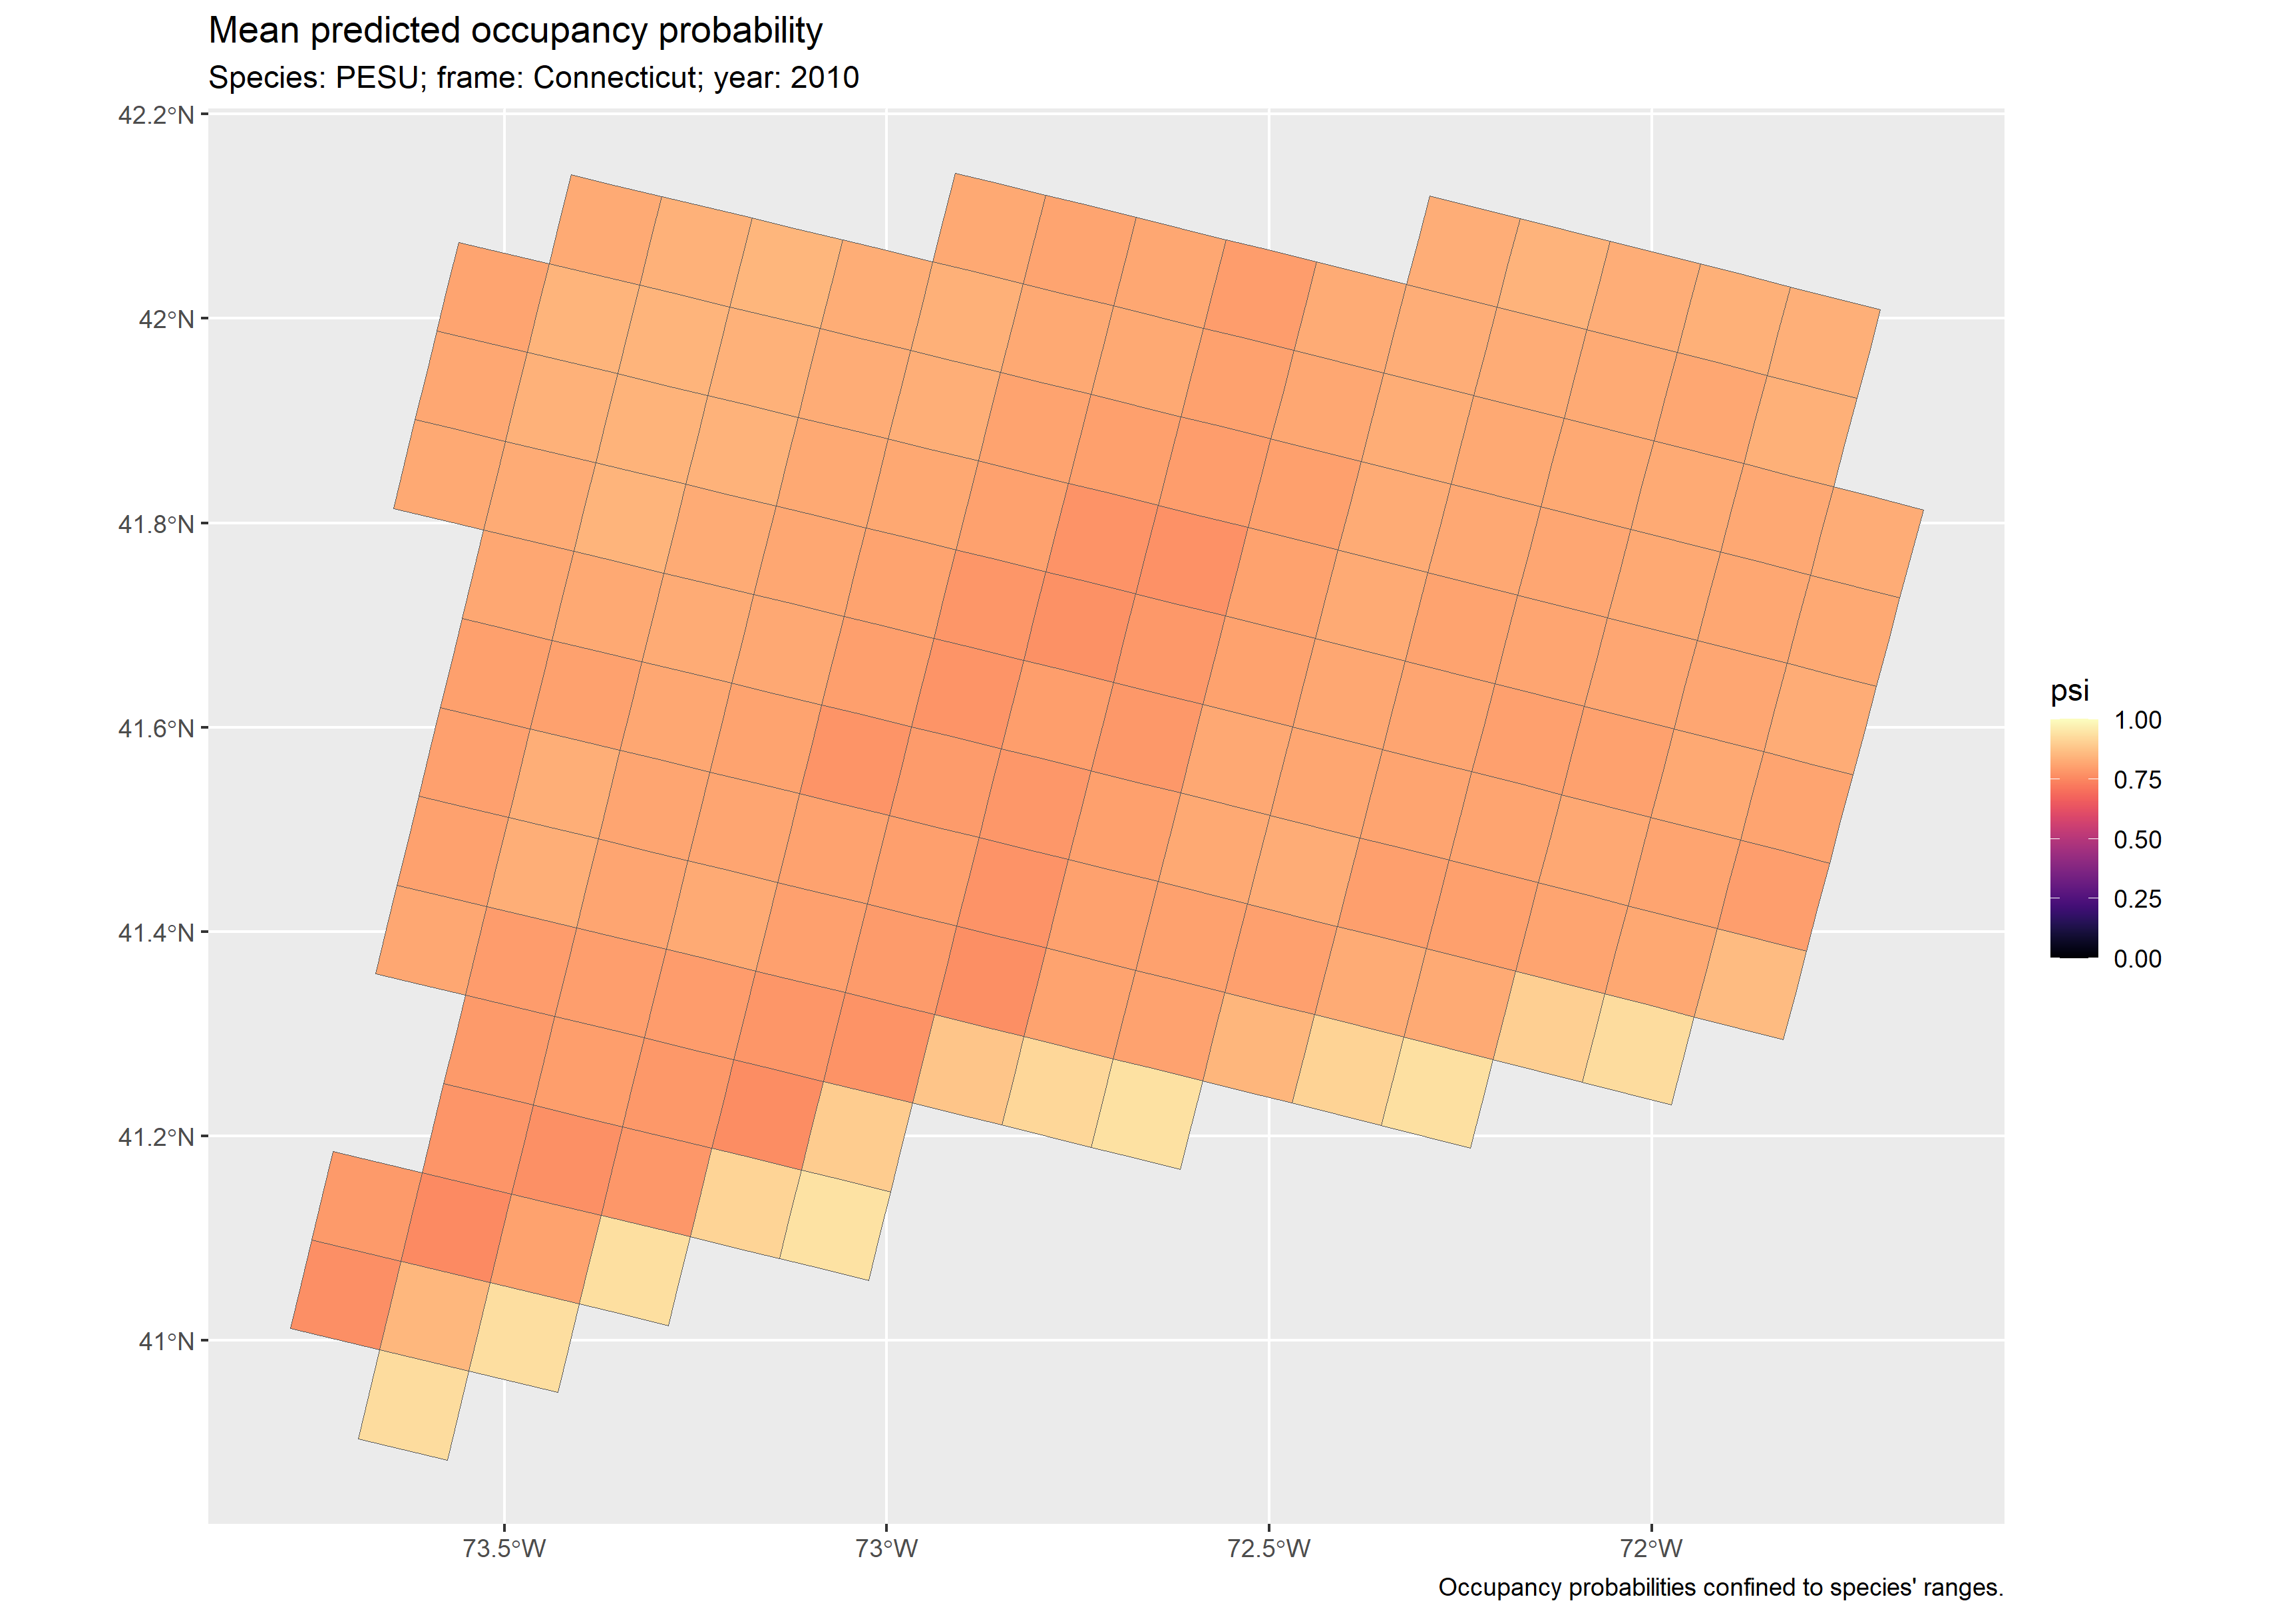 Mean predicted occupancy probability
Species: PESU; frame: Connecticut; year: 2010
42.2°N
42°N
41.8°N
41.6°N
41.4°N
41.2°N
41°N
73.5°W
73°W
72.5°W
72°W
psi
1.00
0.75
0.50
0.25
0.00
Occupancy probabilities confined to species' ranges.